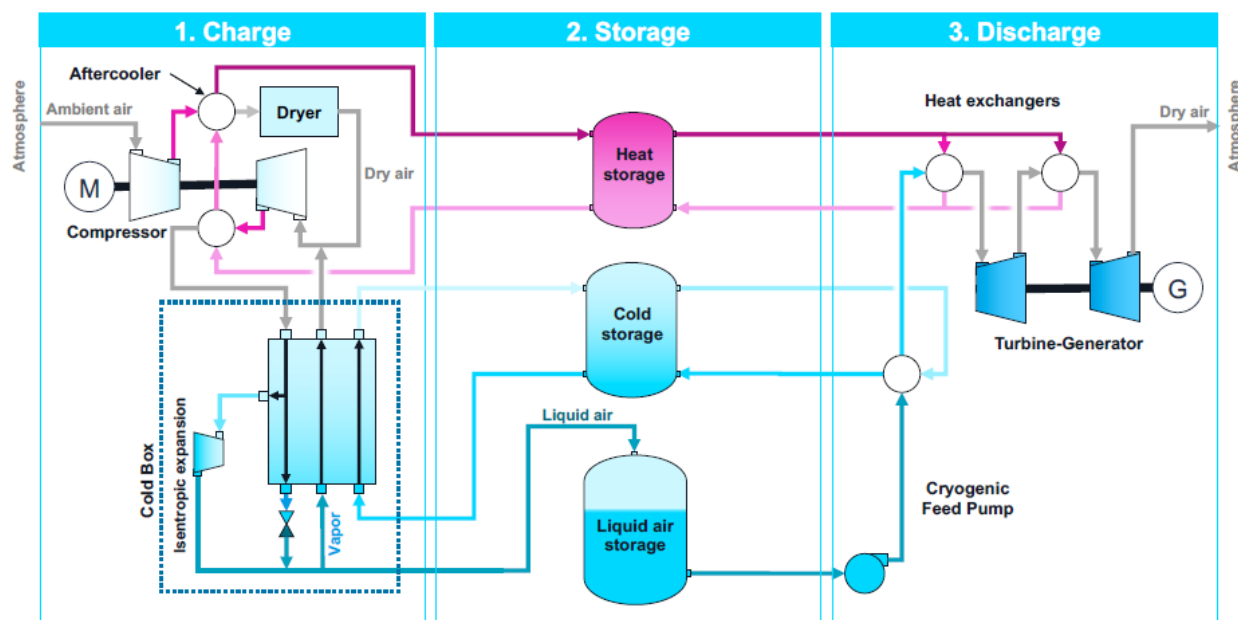 1. Charge
2. Storage
3. Discharge
Aftercooler
Atmosphere
Ambient air
Dryer
M
Dry air
Compressor
Heat
storage
Heat exchangers
Dry air
Atmosphere
G
Turbine-Generator
Cold
storage
Cold Box
Isentropic expansion
Vapor
Liquid air
Liquid air
storage
Cryogenic
Feed Pump